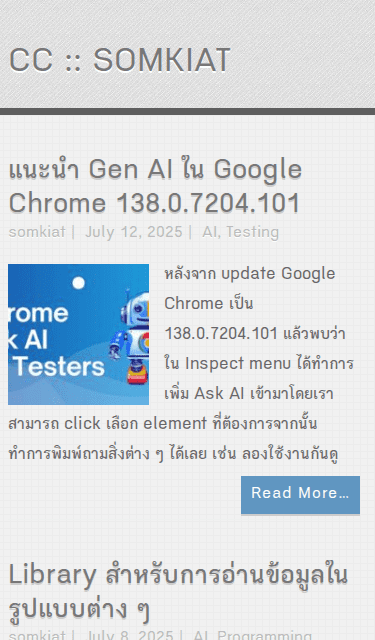 CC :: SOMKIAT
แนะนำ Gen AI ใน Google
Chrome 138.0.7204.101
somkiat | July 12, 2025 | AI, Testing
rome
k AI
Testers
หลังจาก update Google
Chrome เป็น
138.0.7204.101 แล้วพบว่า
ใน Inspect menu ได้ทำการ
เพิ่ม Ask AI เข้ามาโดยเรา
สามารถ click เลือก element ที่ต้องการจากนั้น
ทำการพิมพ์ถามสิ่งต่าง ๆ ได้เลย เช่น ลองใช้งานกันดู
Read More…
Library สำหรับการอ่านข้อมูลใน
รูปแบบต่าง ๆ
somkiat | July 8, 2025 | AI, Programming